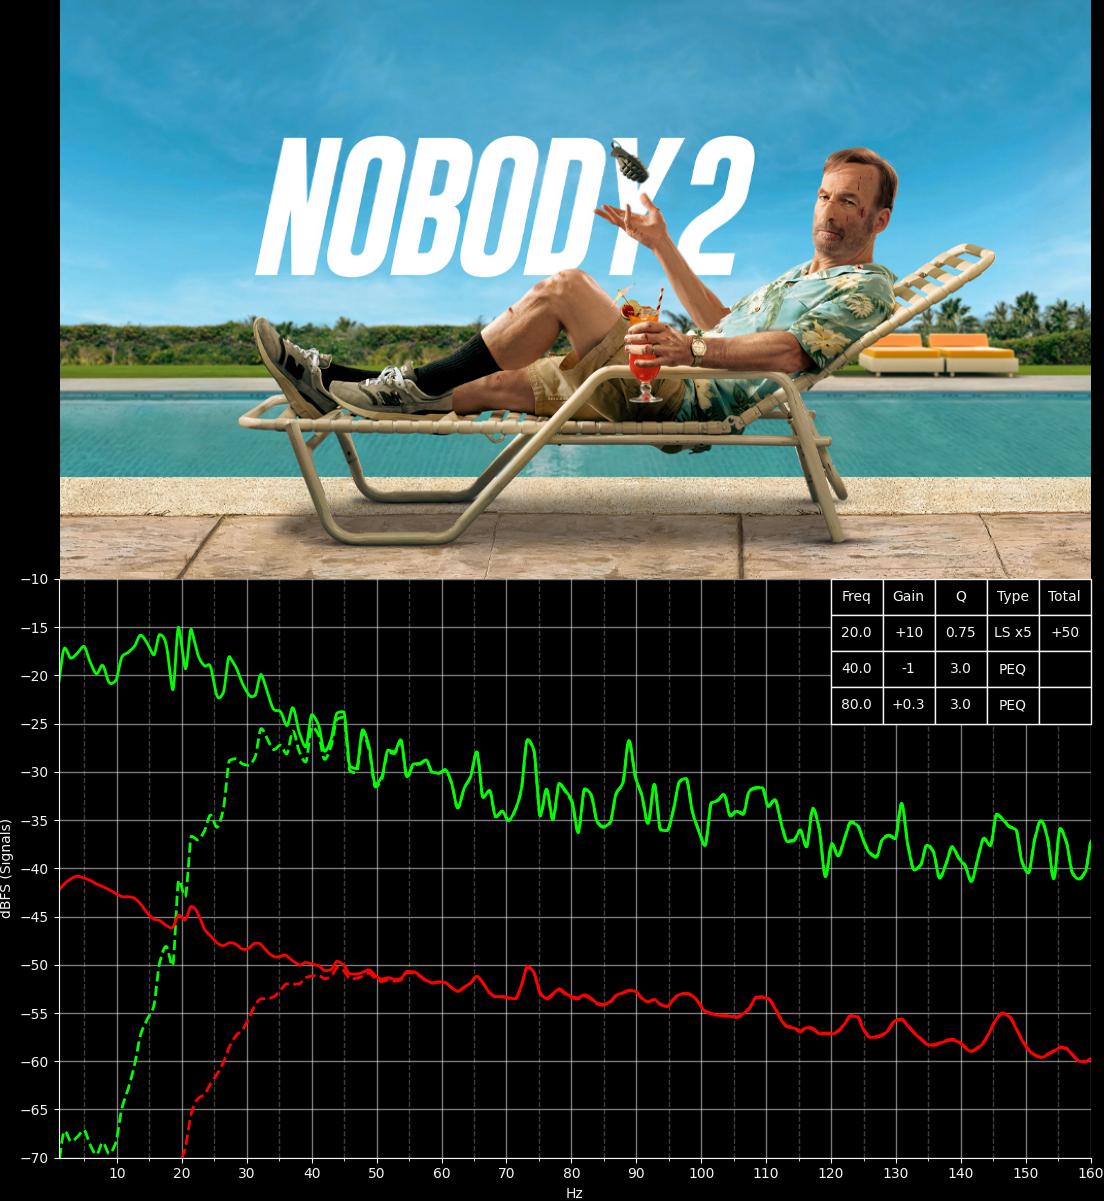 NOBODY 2
Freq Gain Q Type Total
20.0 +10 0.75 LS x5 +50
40.0 -1 3.0 PEQ
80.0 +0.3 3.0 PEQ
−10
−15
−20
−25
−30
−35
−40
−45
−50
−55
−60
−65
−70
dBFS (Signals)
10 20 30 40 50 60 70 80 90 100 110 120 130 140 150 160
Hz